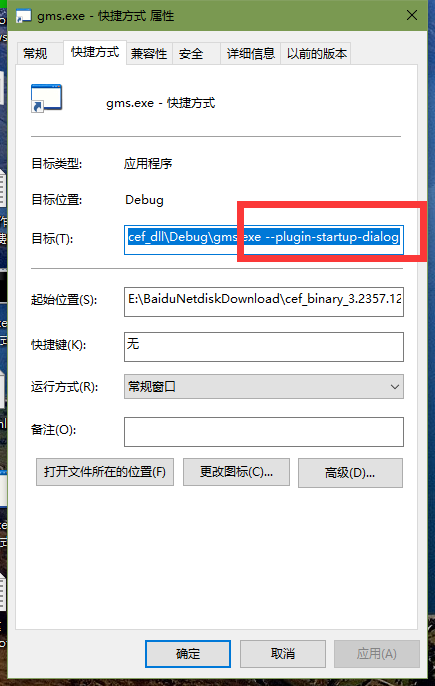 gms.exe - 快捷方式 属性
常规 快捷方式 兼容性 安全 详细信息 以前的版本
gms.exe - 快捷方式
目标类型: 应用程序
目标位置: Debug
目标(T): cef_dll\Debug\gms.exe --plugin-startup-dialog
起始位置(S): E:\BaiduNetdiskDownload\cef_binary_3.2357.12
快捷键(K): 无
运行方式(R): 常规窗口
备注(O):
打开文件所在的位置(F) 更改图标(C)... 高级(D)...
确定 取消 应用(A)